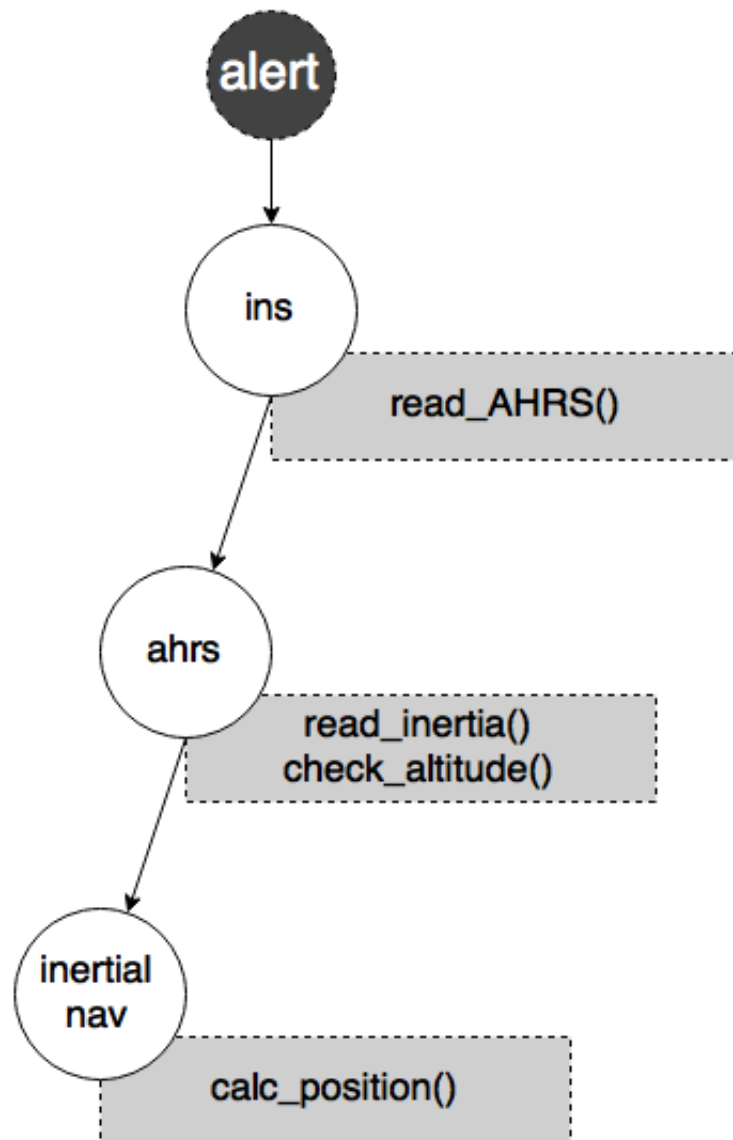 alert
ins
read_AHRS()
ahrs
read_inertia()
check_altitude()
inertial
nav
calc_position()